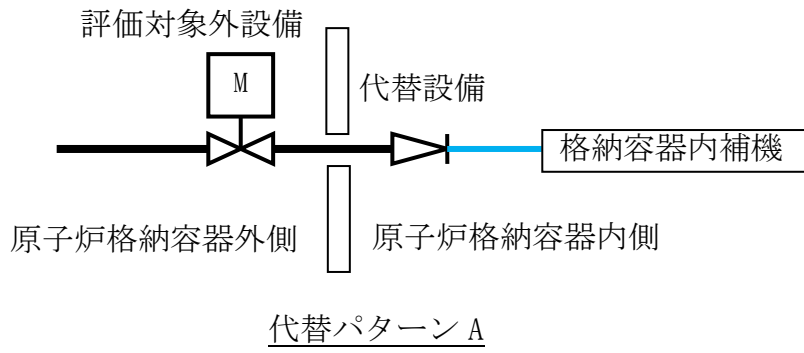 評価対象外設備
M
代替設備
格納容器内補機
原子炉格納容器外側
原子炉格納容器内側
代替パターン A